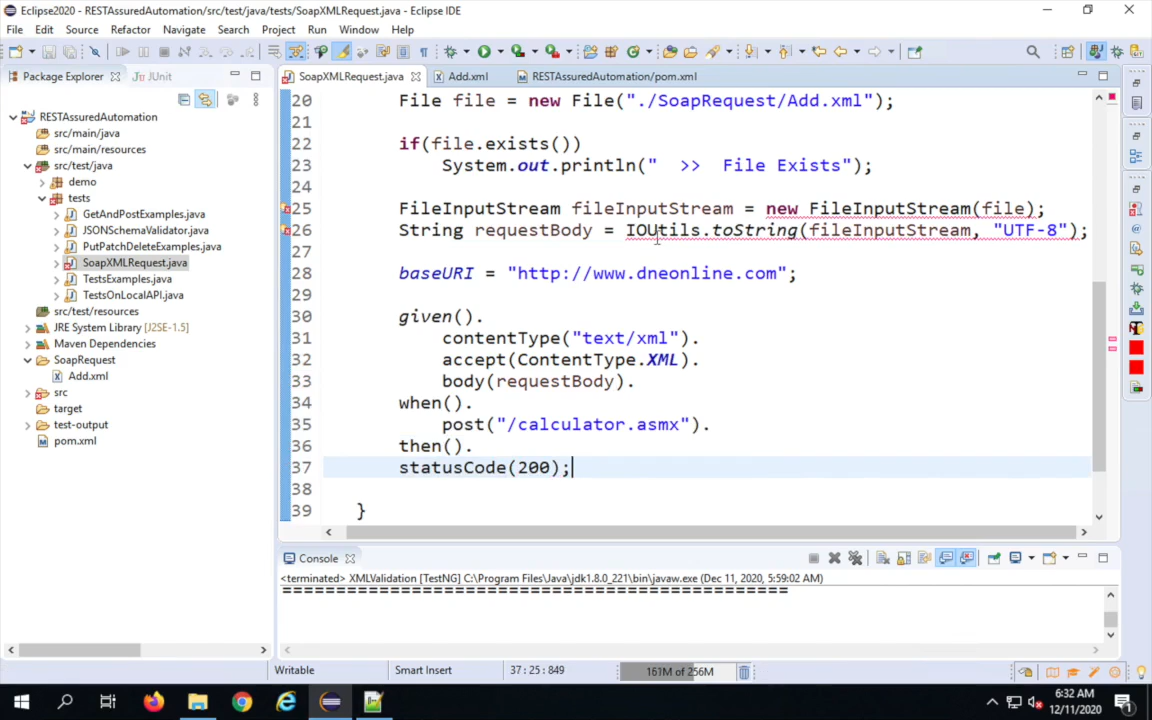 Eclipse2020 - RESTAssuredAutomation/src/test/java/tests/SoapXMLRequest.java - Eclipse IDE
File Edit Source Refactor Navigate Search Project Run Window Help
Package Explorer JUnit
SoapXMLRequest.java Add.xml RESTAssuredAutomation/pom.xml
RESTAssuredAutomation
src/main/java
src/main/resources
src/test/java
demo
tests
GetAndPostExamples.java
JSONSchemaValidator.java
PutPatchDeleteExamples.java
SoapXMLRequest.java
TestsExamples.java
TestsOnLocalAPI.java
src/test/resources
JRE System Library [J2SE-1.5]
Maven Dependencies
SoapRequest
Add.xml
src
target
test-output
pom.xml
20 File file = new File("./SoapRequest/Add.xml");
21
22 if(file.exists())
23 System.out.println("  >>  File Exists");
24
25 FileInputStream fileInputStream = new FileInputStream(file);
26 String requestBody = IOUtils.toString(fileInputStream, "UTF-8");
28 baseURI = "http://www.dneonline.com";
29
30 given().
31 contentType("text/xml").
32 accept(ContentType.XML).
33 body(requestBody).
34 when().
35 post("/calculator.asmx").
36 then().
37 statusCode(200);
38
39 }
Console
<terminated> XMLValidation [TestNG] C:\Program Files\Java\jdk1.8.0_221\bin\javaw.exe (Dec 11, 2020, 5:59:02 AM)
===============================================
Writable Smart Insert 37 : 25 : 849 161M of 256M
6:32 AM
12/11/2020
1